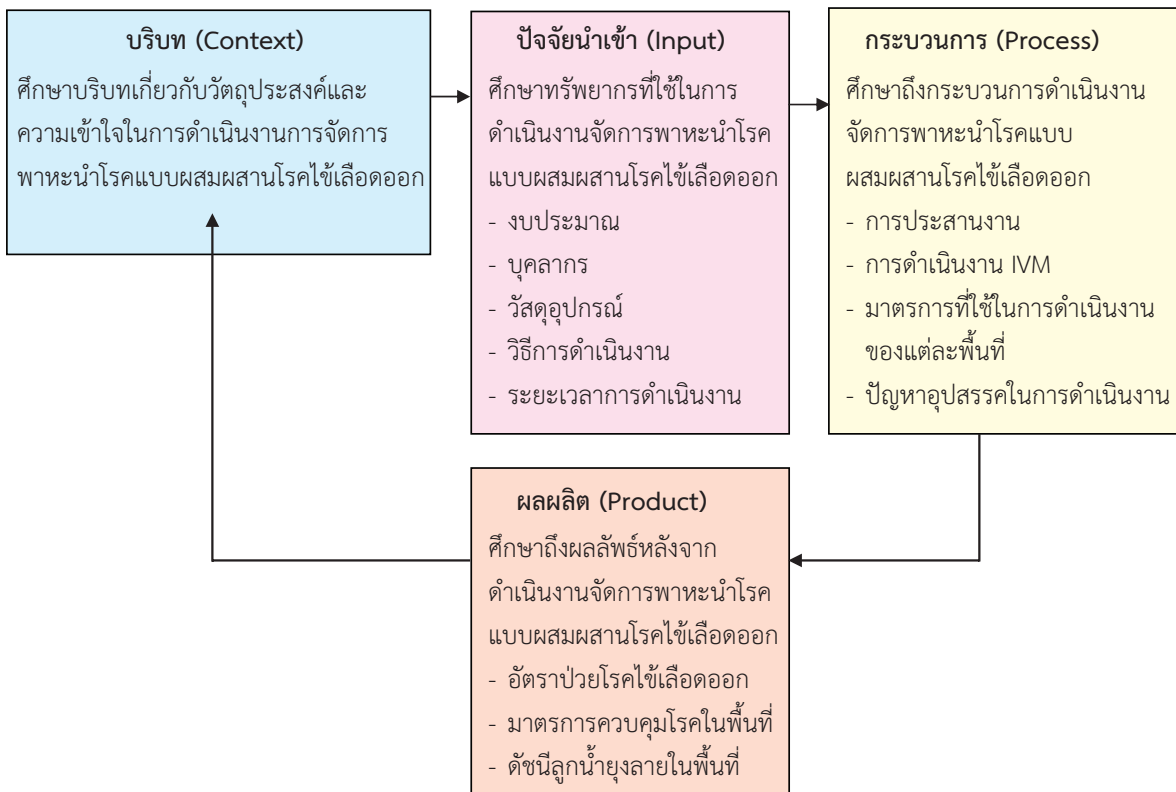 บริบท (Context)
ศึกษาบริบทเกี่ยวกับวัตถุประสงค์และ
ความเข้าใจในการดำเนินงานการจัดการ
พาหะนำโรคแบบผสมผสานโรคไข้เลือดออก
ปัจจัยนำเข้า (Input)
ศึกษาทรัพยากรที่ใช้ในการ
ดำเนินงานจัดการพาหะนำโรค
แบบผสมผสานโรคไข้เลือดออก
- งบประมาณ
- บุคลากร
- วัสดุอุปกรณ์
- วิธีการดำเนินงาน
- ระยะเวลาการดำเนินงาน
กระบวนการ (Process)
ศึกษาถึงกระบวนการดำเนินงาน
จัดการพาหะนำโรคแบบ
ผสมผสานโรคไข้เลือดออก
- การประสานงาน
- การดำเนินงาน IVM
- มาตรการที่ใช้ในการดำเนินงาน
ของแต่ละพื้นที่
- ปัญหาอุปสรรคในการดำเนินงาน
ผลผลิต (Product)
ศึกษาถึงผลลัพธ์หลังจาก
ดำเนินงานจัดการพาหะนำโรค
แบบผสมผสานโรคไข้เลือดออก
- อัตราป่วยโรคไข้เลือดออก
- มาตรการควบคุมโรคในพื้นที่
- ดัชนีลูกน้ำยุงลายในพื้นที่